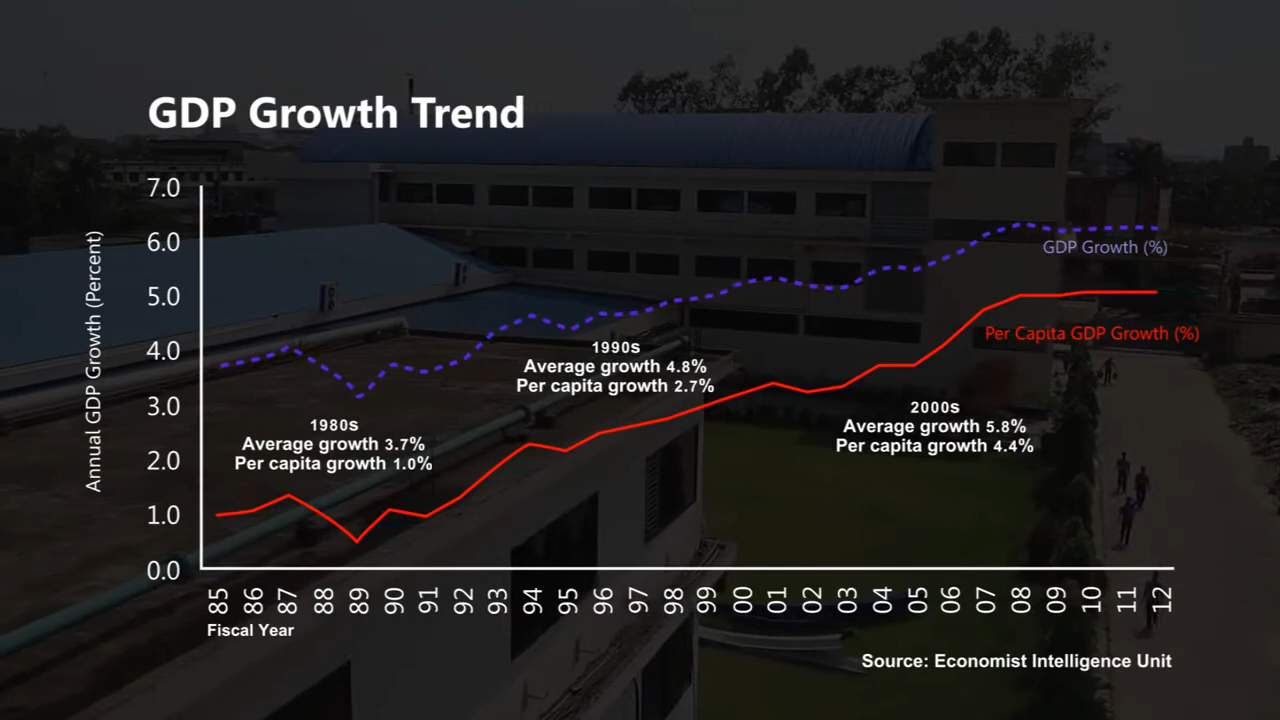 GDP Growth Trend
Annual GDP Growth (Percent)
7.0
6.0
5.0
4.0
3.0
2.0
1.0
0.0
GDP Growth (%)
Per Capita GDP Growth (%)
1990s
Average growth 4.8%
Per capita growth 2.7%
2000s
Average growth 5.8%
Per capita growth 4.4%
1980s
Average growth 3.7%
Per capita growth 1.0%
85 86 87 88 89 90 91 92 93 94 95 96 97 98 99 00 01 02 03 04 05 06 07 08 09 10 11 12
Fiscal Year
Source: Economist Intelligence Unit